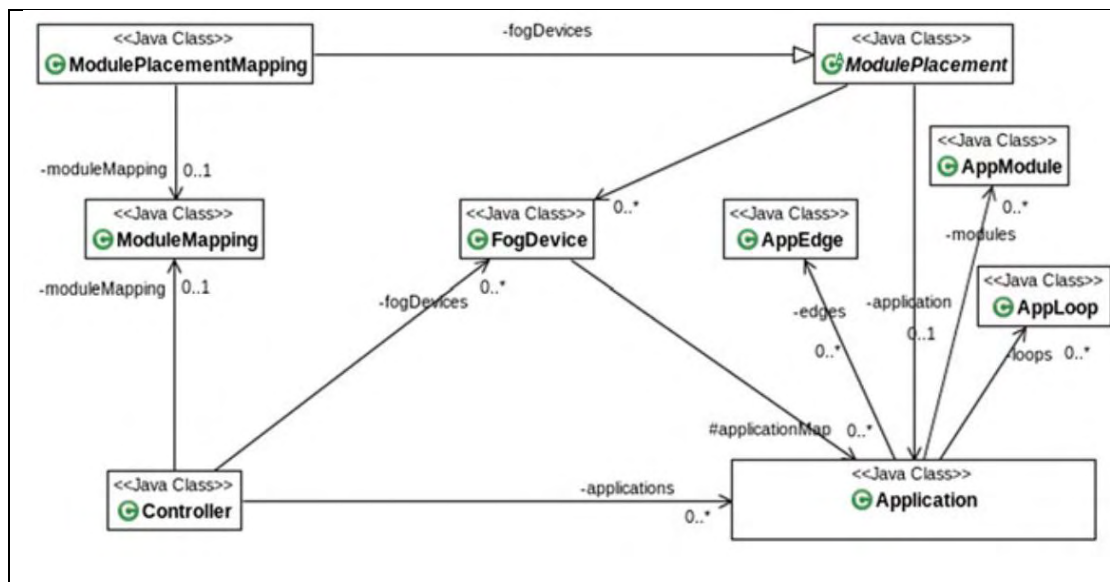 <<Java Class>>
ModulePlacementMapping
-fogDevices
<<Java Class>>
ModulePlacement
<<Java Class>>
AppModule
-moduleMapping 0..1
0..*
<<Java Class>>
ModuleMapping
<<Java Class>>
FogDevice
0..*
<<Java Class>>
AppEdge
-modules
-moduleMapping 0..1
-fogDevices 0..*
-edges
0..*
-application
0..1
<<Java Class>>
AppLoop
-loops 0..*
#applicationMap 0..*
<<Java Class>>
Controller
-applications
0..*
<<Java Class>>
Application